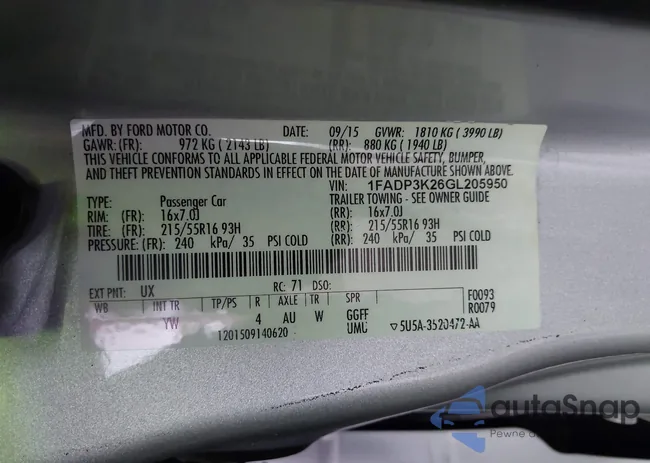 MFD. BY FORD MOTOR CO. DATE: 09/15 GVWR: 1810 KG ( 3990 LB)
GAWR: (FR): 972 KG ( 2143 LB) (RR): 880 KG ( 1940 LB)
THIS VEHICLE CONFORMS TO ALL APPLICABLE FEDERAL MOTOR VEHICLE SAFETY, BUMPER,
AND THEFT PREVENTION STANDARDS IN EFFECT ON THE DATE OF MANUFACTURE SHOWN ABOVE.
VIN: 1FADP3K26GL205950
TYPE: Passenger Car TRAILER TOWING - SEE OWNER GUIDE
RIM: (FR): 16x7.0J (RR): 16x7.0J
TIRE: (FR): 215/55R16 93H (RR): 215/55R16 93H
PRESSURE: (FR): 240 kPa/ 35 PSI COLD (RR): 240 kPa/ 35 PSI COLD
EXT PNT: UX RC: 71 DSO: F0093
WB INT TR TP/PS R AXLE TR SPR R0079
YW 4 AU W GGFF
1201509140620 UMU 5U5A-3520472-AA
autoSnap
Pewne a